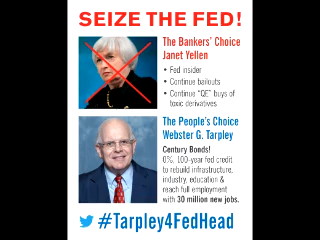 SEIZE THE FED!
The Bankers' Choice
Janet Yellen
• Fed insider
• Continue bailouts
• Continue "QE" buys of
toxic derivatives
The People's Choice
Webster G. Tarpley
Century Bonds!
0%, 100-year fed credit
to rebuild infrastructure,
industry, education &
reach full employment
with 30 million new jobs.
#Tarpley4FedHead